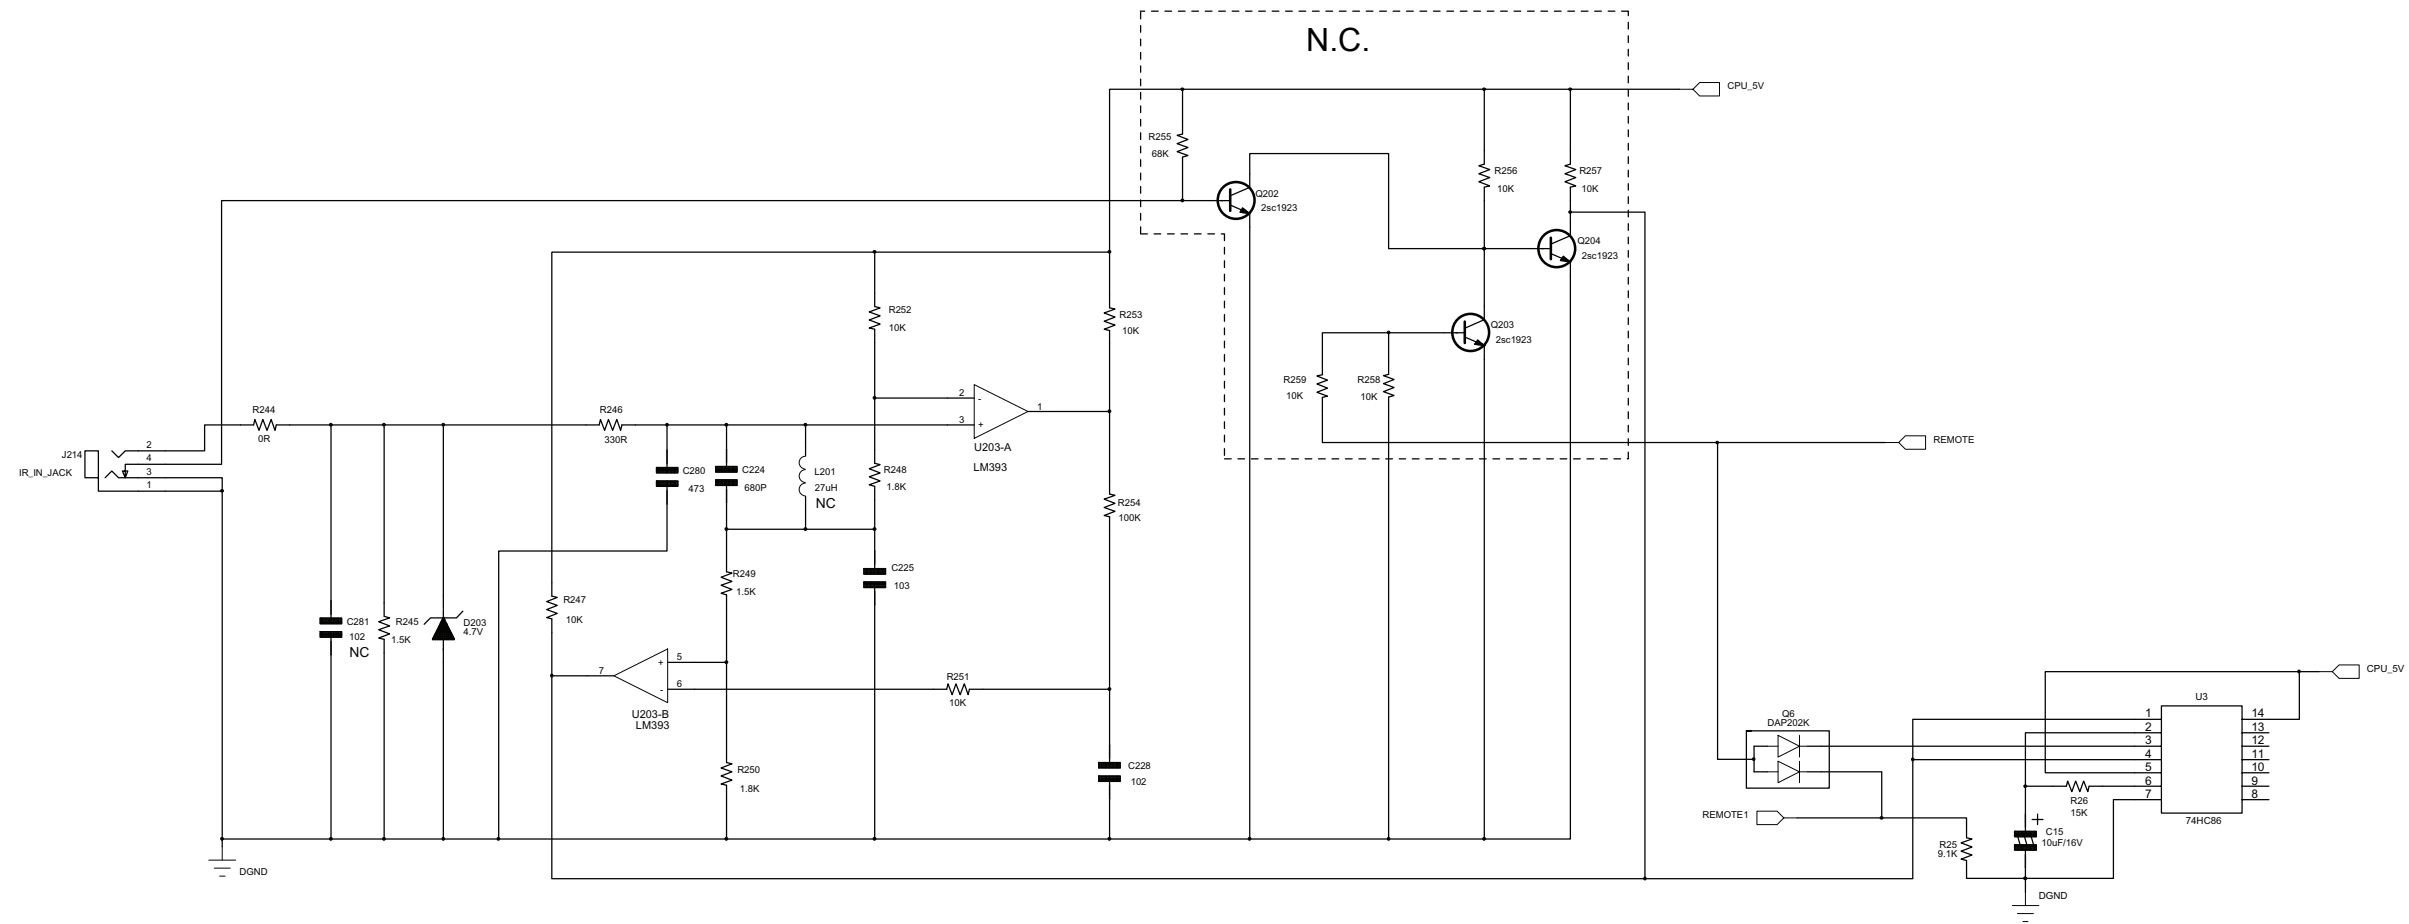 N.C.
CPU_5V
R255
68K
R256
10K
R257
10K
Q202
2sc1923
Q204
2sc1923
R252
10K
R253
10K
Q203
2sc1923
R259
10K
R258
10K
R244
0R
R246
330R
2
-
3
+
1
U203-A
LM393
REMOTE
J214
IR_IN_JACK
2
4
3
1
C280
473
C224
680P
L201
27uH
NC
R248
1.8K
R254
100K
R249
1.5K
C225
103
R247
10K
C281
102
NC
R245
1.5K
D203
4.7V
7
5
+
6
-
U203-B
LM393
R251
10K
R250
1.8K
C228
102
CPU_5V
U3
Q6
DAP202K
1
2
3
4
5
6
7
14
13
12
11
10
9
8
74HC86
REMOTE1
R26
15K
R25
9.1K
+
C15
10uF/16V
DGND
DGND